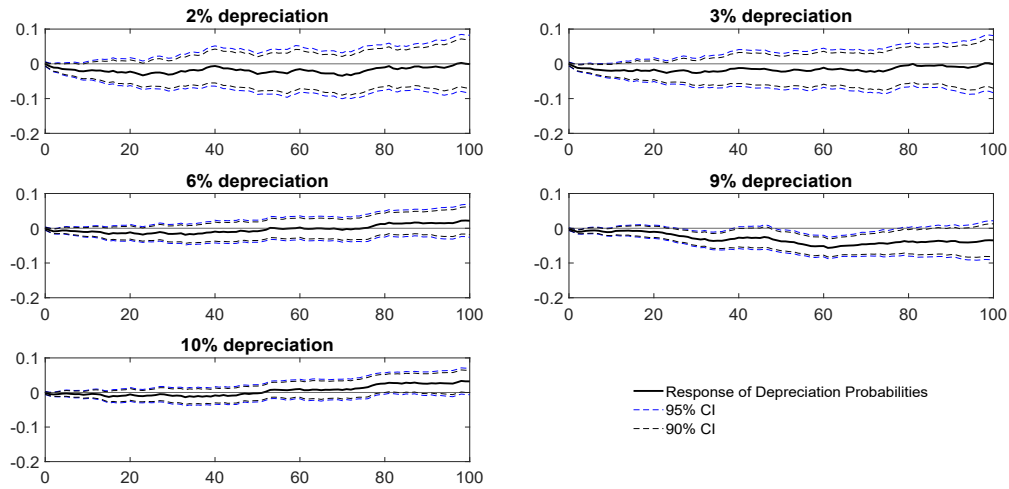 2% depreciation
0.1
0
-0.1
-0.2
0 20 40 60 80 100
3% depreciation
0.1
0
-0.1
-0.2
0 20 40 60 80 100
6% depreciation
0.1
0
-0.1
-0.2
0 20 40 60 80 100
9% depreciation
0.1
0
-0.1
-0.2
0 20 40 60 80 100
10% depreciation
0.1
0
-0.1
-0.2
0 20 40 60 80 100
Response of Depreciation Probabilities
95% CI
90% CI